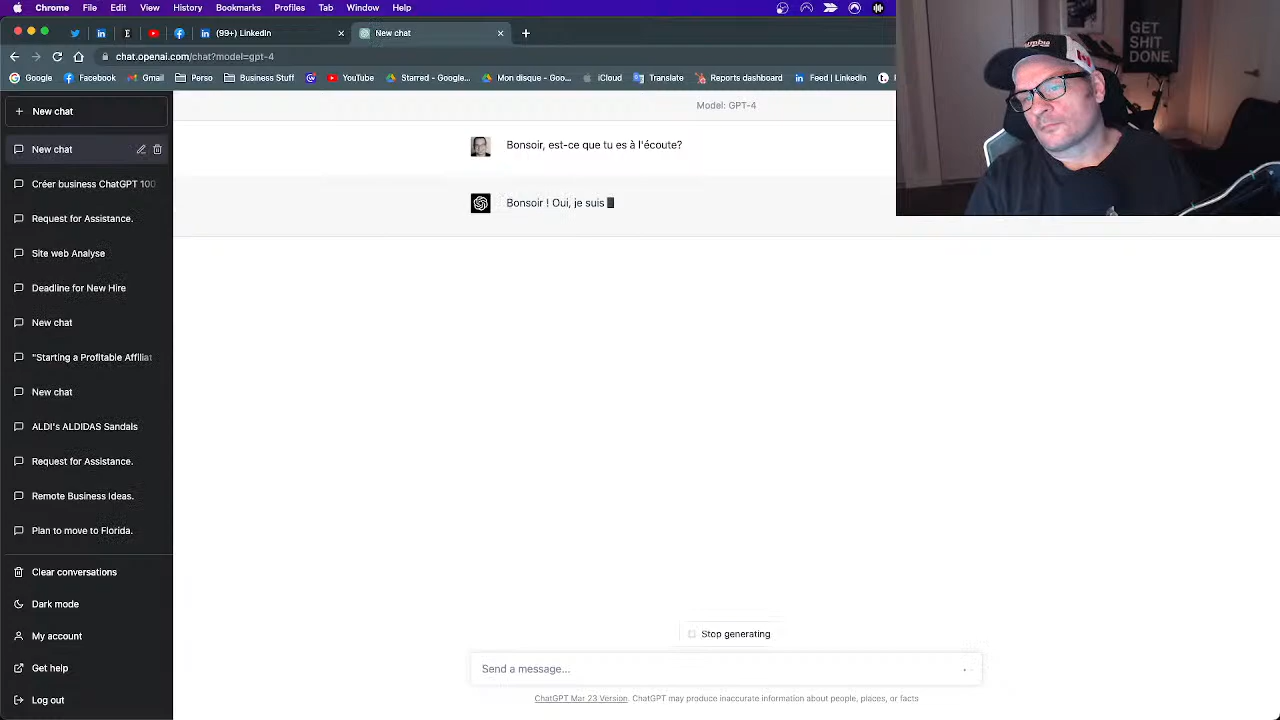 Chrome File Edit View History Bookmarks Profiles Tab Window Help
(99+) LinkedIn
New chat
chat.openai.com/chat?model=gpt-4
Google Facebook Gmail Perso Business Stuff YouTube Starred - Google... Mon disque - Goo... iCloud Translate Reports dashboard Feed | LinkedIn
GET
SHIT
DONE.
New chat
Model: GPT-4
New chat
Bonsoir, est-ce que tu es à l'écoute?
Créer business ChatGPT 100
Bonsoir ! Oui, je suis
Request for Assistance.
Site web Analyse
Deadline for New Hire
New chat
"Starting a Profitable Affiliat
New chat
ALDI's ALDIDAS Sandals
Request for Assistance.
Remote Business Ideas.
Plan to move to Florida.
Clear conversations
Dark mode
My account
Stop generating
Get help
Send a message...
Log out
ChatGPT Mar 23 Version. ChatGPT may produce inaccurate information about people, places, or facts